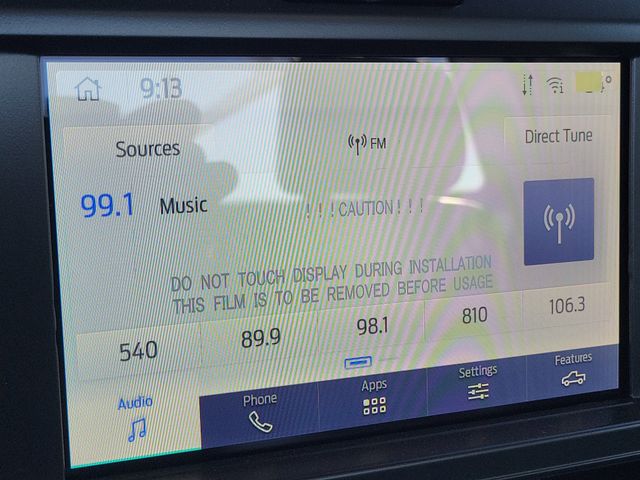 9:13
Sources
FM
Direct Tune
99.1 Music
! ! ! CAUTION ! ! !
DO NOT TOUCH DISPLAY DURING INSTALLATION
THIS FILM IS TO BE REMOVED BEFORE USAGE
540 89.9 98.1 810 106.3
Audio Phone Apps Settings Features